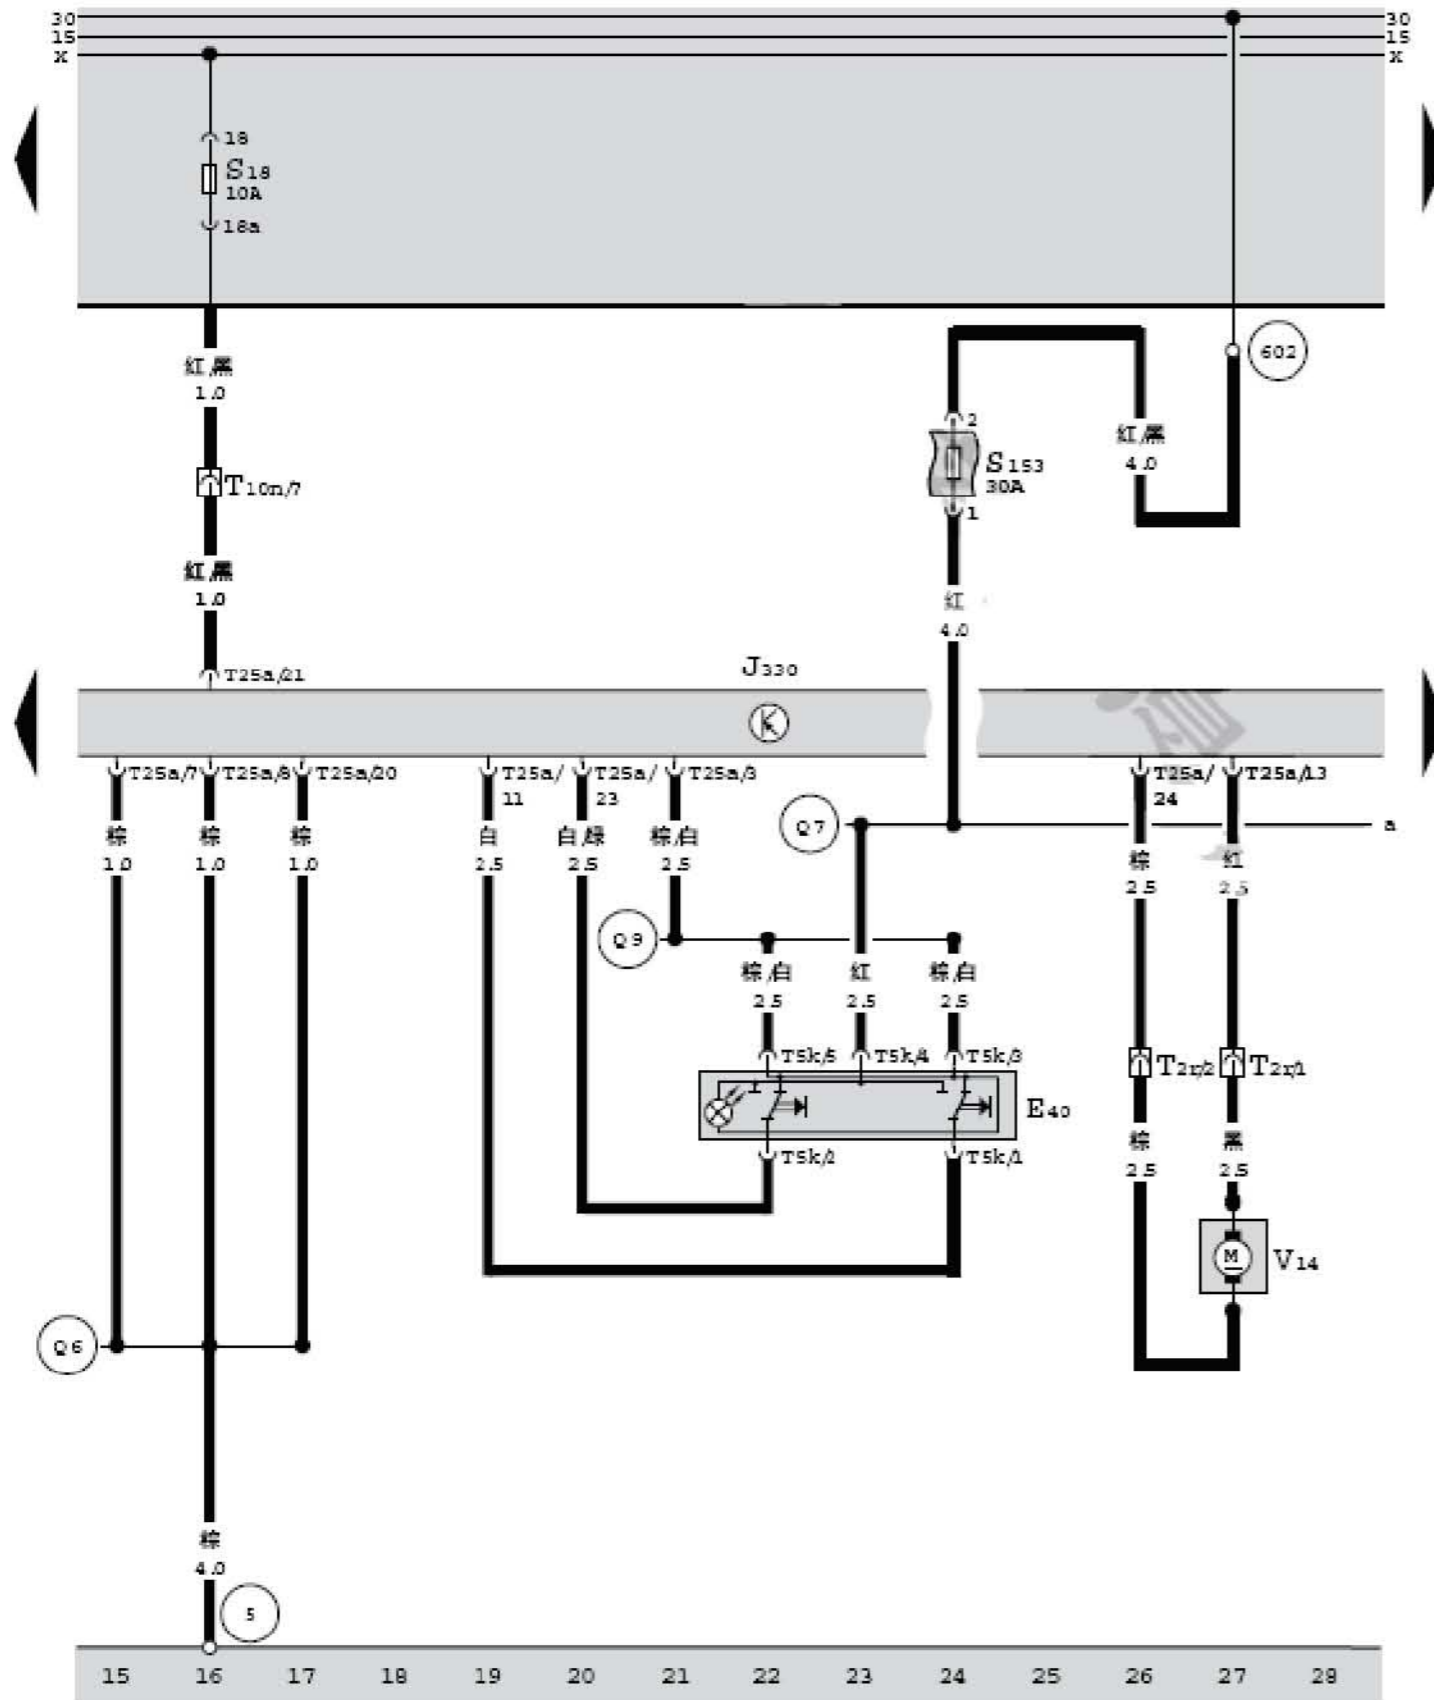 30 30
15 15
X X
18
S18
10A
18a
602
红/黑
1.0
2
红/黑
4.0
S153
30A
T10n/7
1
红/黑
1.0
红
4.0
T25a/21
J330
K
T25a/7 T25a/8 T25a/20 T25a/11 T25a/23 T25a/3 T25a/24 T25a/13
Q7
a
棕 棕 棕 白 白/绿 棕/白
1.0 1.0 1.0 2.5 2.5 2.5
棕 红
2.5 2.5
Q9
棕/白 红 棕/白
2.5 2.5 2.5
T5k/5 T5k/4 T5k/3
T2r/2 T2r/1
E40
棕 黑
2.5 2.5
T5k/2 T5k/1
M
V14
Q6
棕
4.0
5
15 16 17 18 19 20 21 22 23 24 25 26 27 28